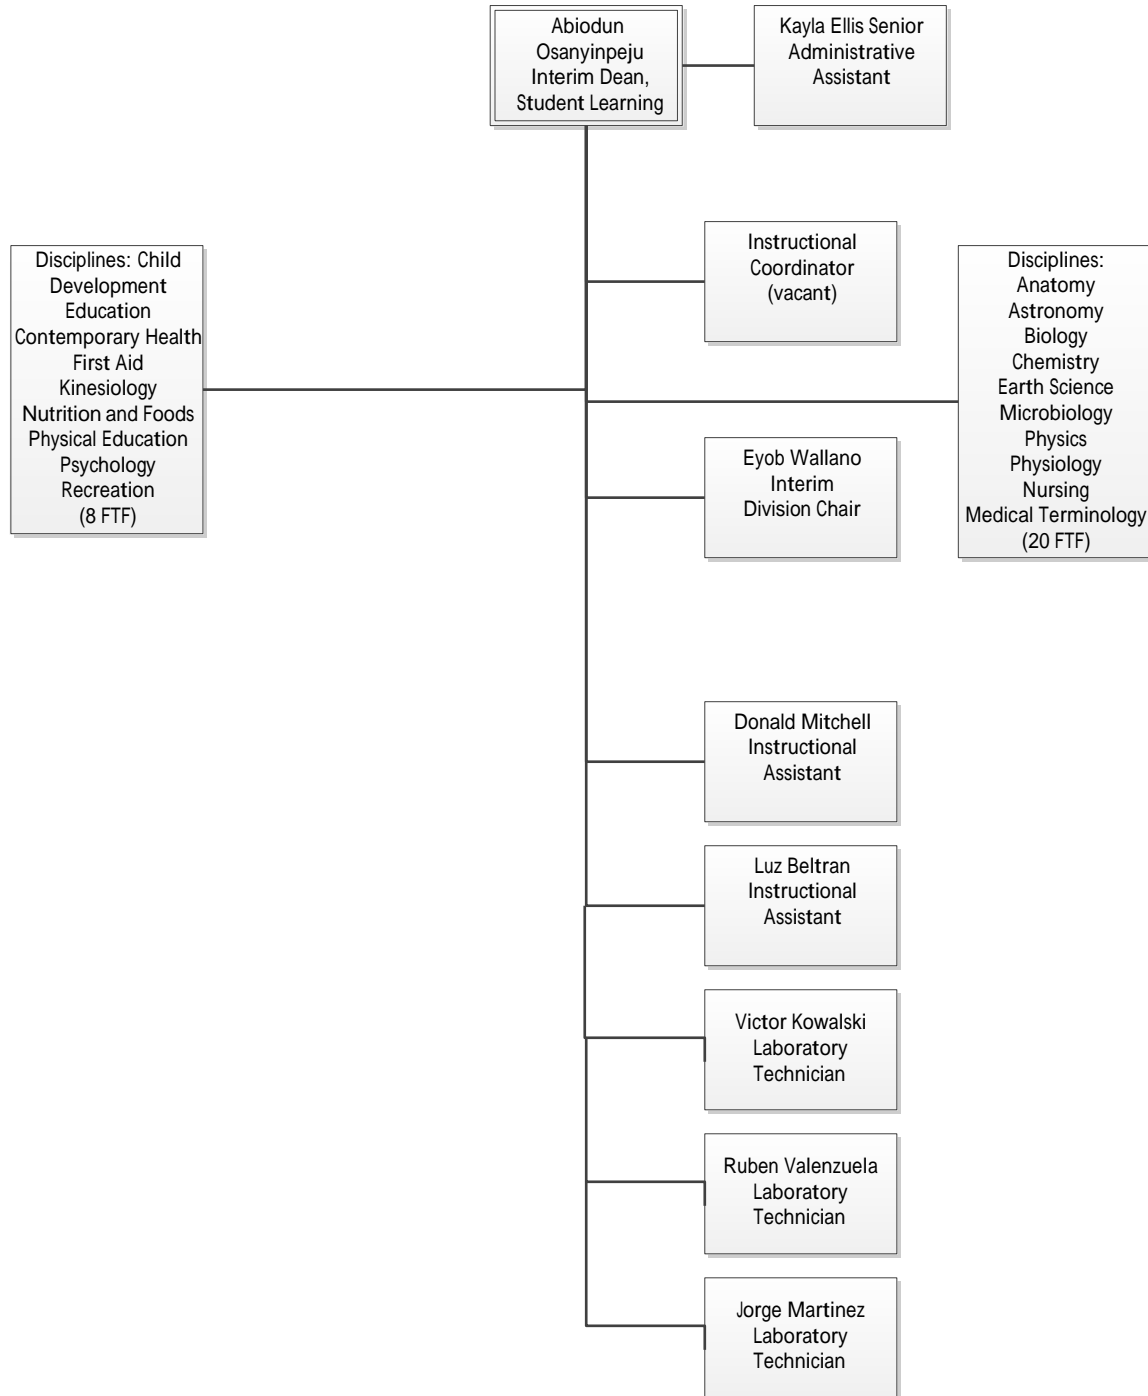 Abiodun
Osanyinpeju
Interim Dean,
Student Learning
Kayla Ellis Senior
Administrative
Assistant
Instructional
Coordinator
(vacant)
Disciplines: Child
Development
Education
Contemporary Health
First Aid
Kinesiology
Nutrition and Foods
Physical Education
Psychology
Recreation
(8 FTF)
Disciplines:
Anatomy
Astronomy
Biology
Chemistry
Earth Science
Microbiology
Physics
Physiology
Nursing
Medical Terminology
(20 FTF)
Eyob Wallano
Interim
Division Chair
Donald Mitchell
Instructional
Assistant
Luz Beltran
Instructional
Assistant
Victor Kowalski
Laboratory
Technician
Ruben Valenzuela
Laboratory
Technician
Jorge Martinez
Laboratory
Technician